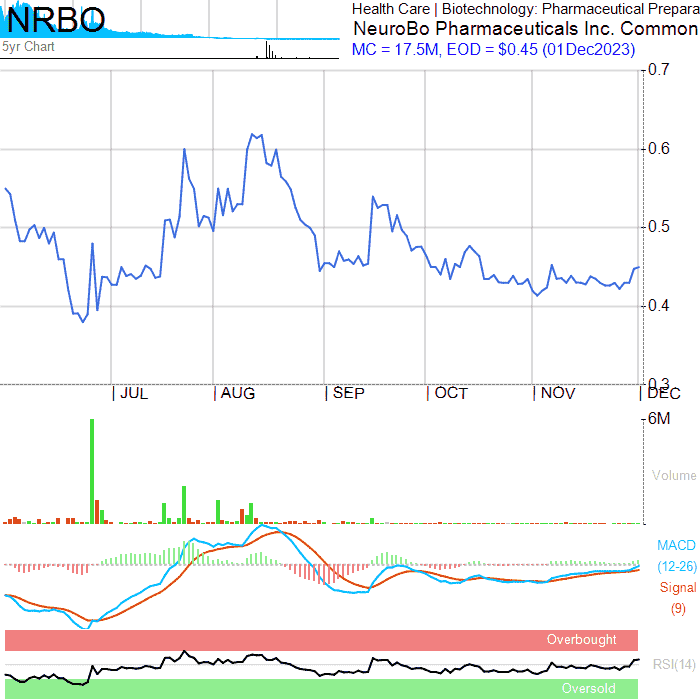 NRBO
5yr Chart
Health Care | Biotechnology: Pharmaceutical Prepara
NeuroBo Pharmaceuticals Inc. Common
MC = 17.5M, EOD = $0.45 (01Dec2023)
0.7
0.6
0.5
0.4
0.3
| JUL | AUG | SEP | OCT | NOV | DEC
6M
Volume
MACD
(12-26)
Signal
(9)
Overbought
RSI(14)
Oversold